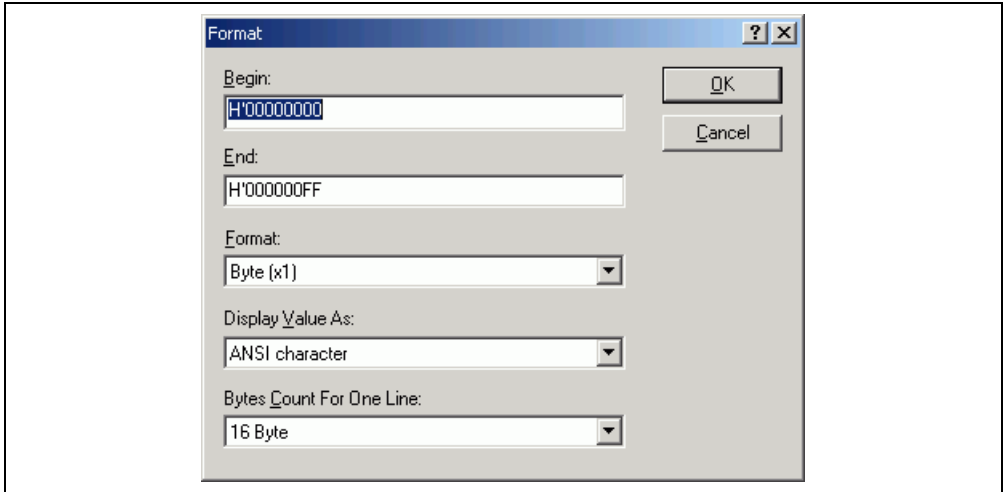 Format
Begin:
OK
H'00000000
Cancel
End:
H'000000FF
Format:
Byte (x1)
Display Value As:
ANSI character
Bytes Count For One Line:
16 Byte